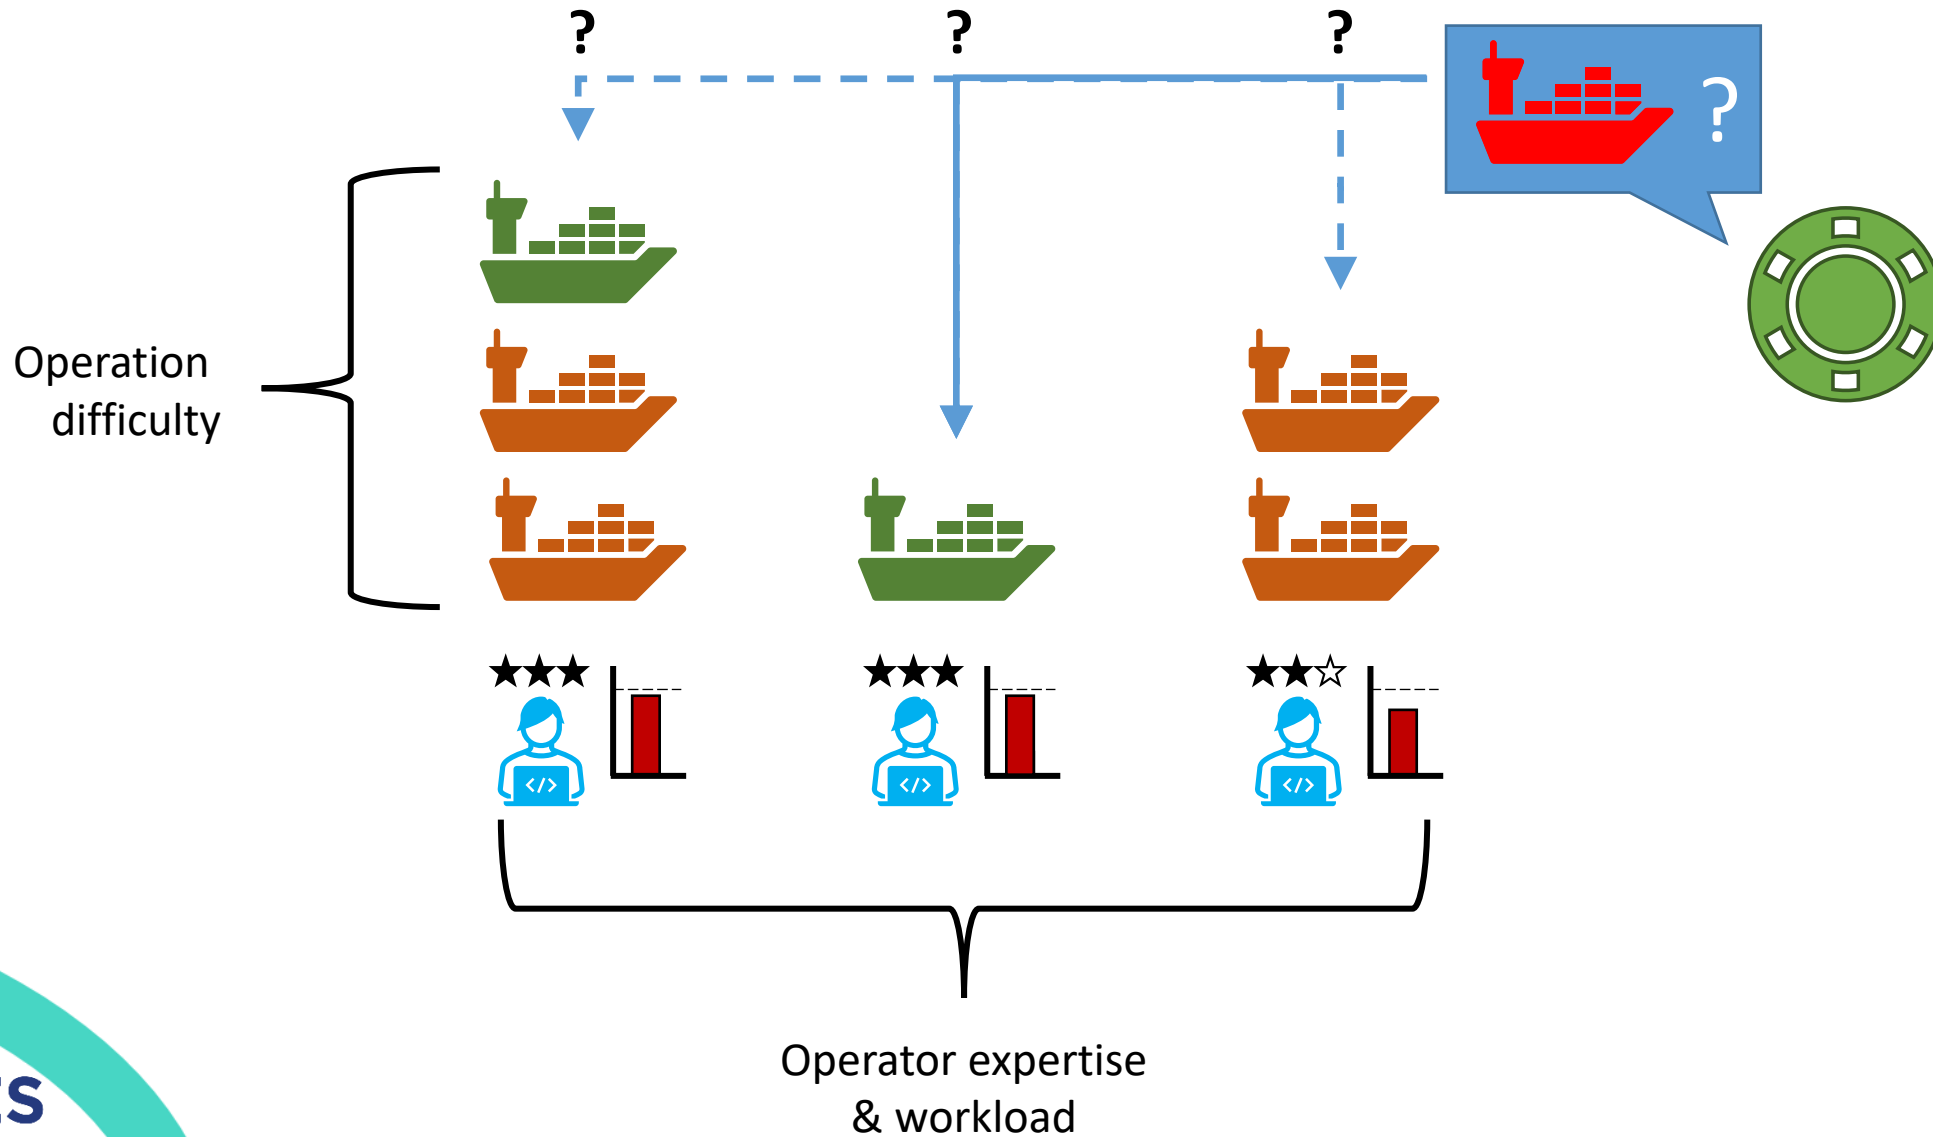 ? ? ?
?
Operation
difficulty
</>
</>
</>
Operator expertise
& workload